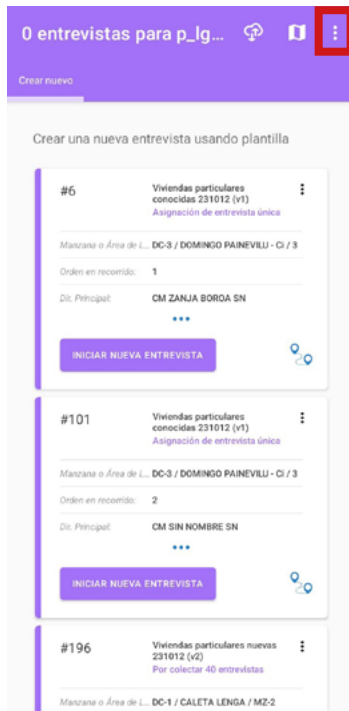 0 entrevistas para p_lg...
Crear nuevo
Crear una nueva entrevista usando plantilla
#6
Viviendas particulares
conocidas 231012 (v1)
Asignación de entrevista única
Manzana o Área de L... DC-3 / DOMINGO PAINEVILU - Ci / 3
Orden en recorrido: 1
Dir. Principal: CM ZANJA BOROA SN
INICIAR NUEVA ENTREVISTA
#101
Viviendas particulares
conocidas 231012 (v1)
Asignación de entrevista única
Manzana o Área de L... DC-3 / DOMINGO PAINEVILU - Ci / 3
Orden en recorrido: 2
Dir. Principal: CM SIN NOMBRE SN
INICIAR NUEVA ENTREVISTA
#196
Viviendas particulares nuevas
231012 (v2)
Por colectar 40 entrevistas
Manzana o Área de L... DC-1 / CALETA LENGA / MZ-2